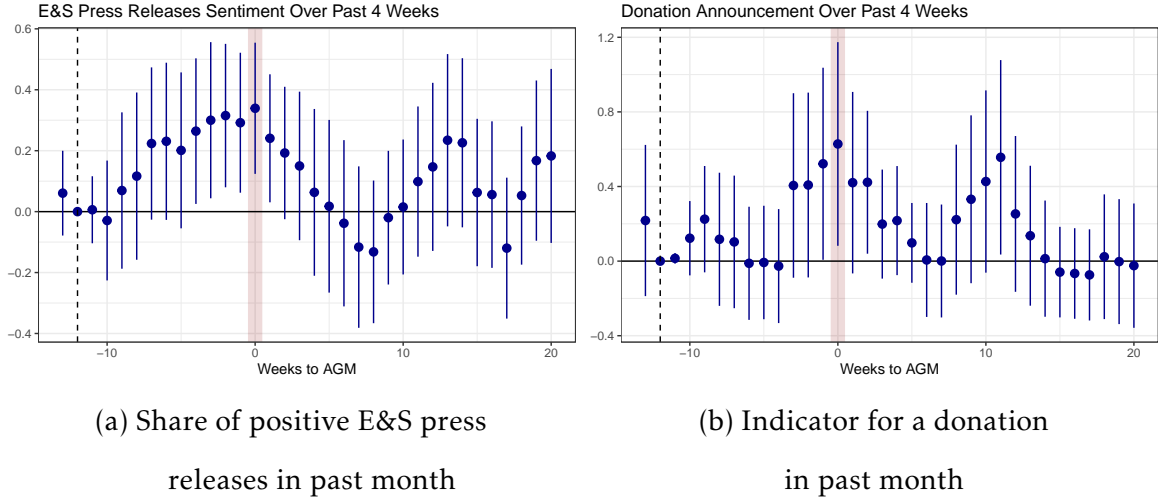 E&S Press Releases Sentiment Over Past 4 Weeks
0.6
0.4
0.2
0.0
−0.2
−0.4
−10
0
10
20
Weeks to AGM
(a) Share of positive E&S press
releases in past month
Donation Announcement Over Past 4 Weeks
1.2
0.8
0.4
0.0
−0.4
−10
0
10
20
Weeks to AGM
(b) Indicator for a donation
in past month